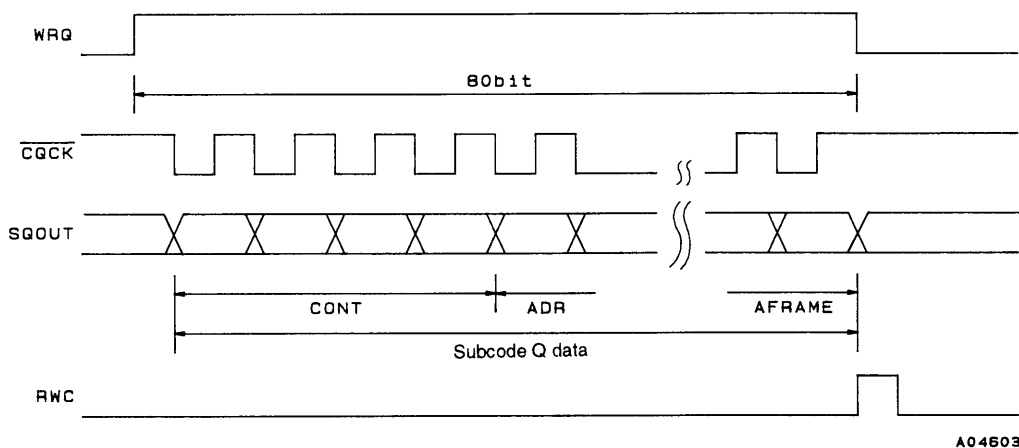 WRQ
80bit
CQCK
SQOUT
CONT
ADR
AFRAME
Subcode Q data
RWC
A04603